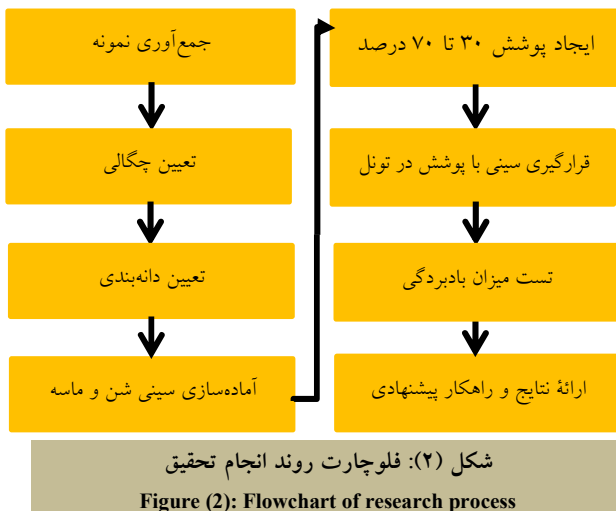 جمع‌آوری نمونه
تعیین چگالی
تعیین دانه‌بندی
آماده‌سازی سینی شن و ماسه
ایجاد پوشش ۳۰ تا ۷۰ درصد
قرارگیری سینی با پوشش در تونل
تست میزان بادبردگی
ارائهٔ نتایج و راهکار پیشنهادی
شکل (۲): فلوچارت روند انجام تحقیق
Figure (2): Flowchart of research process